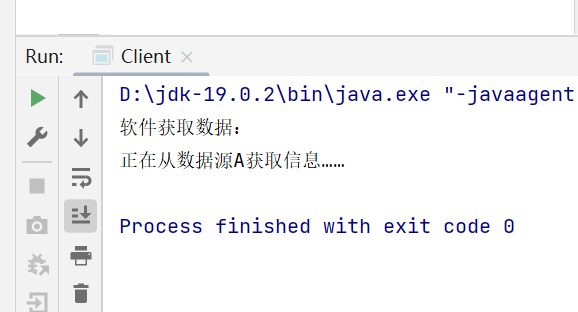 Run: Client
D:\jdk-19.0.2\bin\java.exe "-javaagent
软件获取数据：
正在从数据源A获取信息……
Process finished with exit code 0